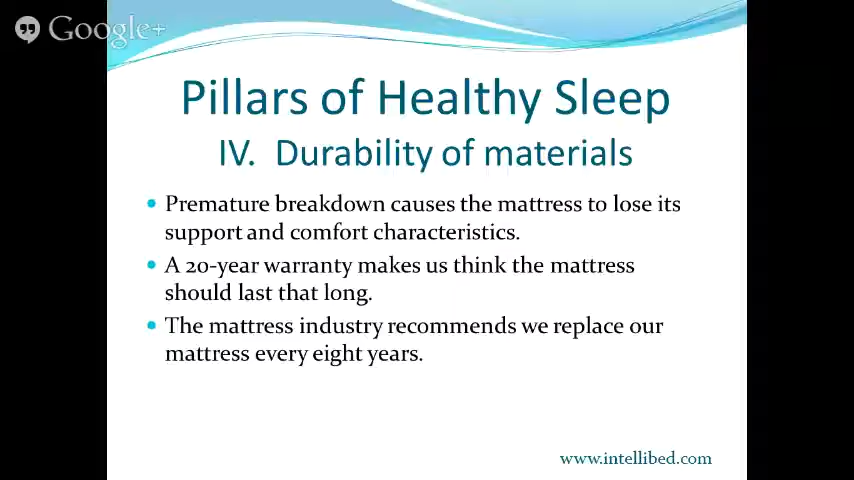 Google+
Pillars of Healthy Sleep
IV. Durability of materials
• Premature breakdown causes the mattress to lose its
support and comfort characteristics.
• A 20-year warranty makes us think the mattress
should last that long.
• The mattress industry recommends we replace our
mattress every eight years.
www.intellibed.com